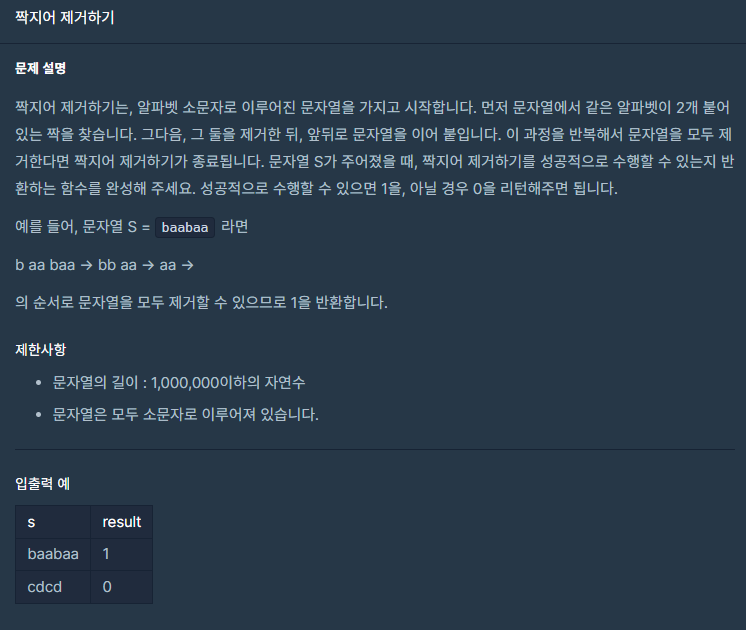 짝지어 제거하기
문제 설명
짝지어 제거하기는, 알파벳 소문자로 이루어진 문자열을 가지고 시작합니다. 먼저 문자열에서 같은 알파벳이 2개 붙어
있는 짝을 찾습니다. 그다음, 그 둘을 제거한 뒤, 앞뒤로 문자열을 이어 붙입니다. 이 과정을 반복해서 문자열을 모두 제
거한다면 짝지어 제거하기가 종료됩니다. 문자열 S가 주어졌을 때, 짝지어 제거하기를 성공적으로 수행할 수 있는지 반
환하는 함수를 완성해 주세요. 성공적으로 수행할 수 있으면 1을, 아닐 경우 0을 리턴해주면 됩니다.
예를 들어, 문자열 S = baabaa 라면
b aa baa → bb aa → aa →
의 순서로 문자열을 모두 제거할 수 있으므로 1을 반환합니다.
제한사항
• 문자열의 길이 : 1,000,000이하의 자연수
• 문자열은 모두 소문자로 이루어져 있습니다.
입출력 예
s result
baabaa 1
cdcd 0